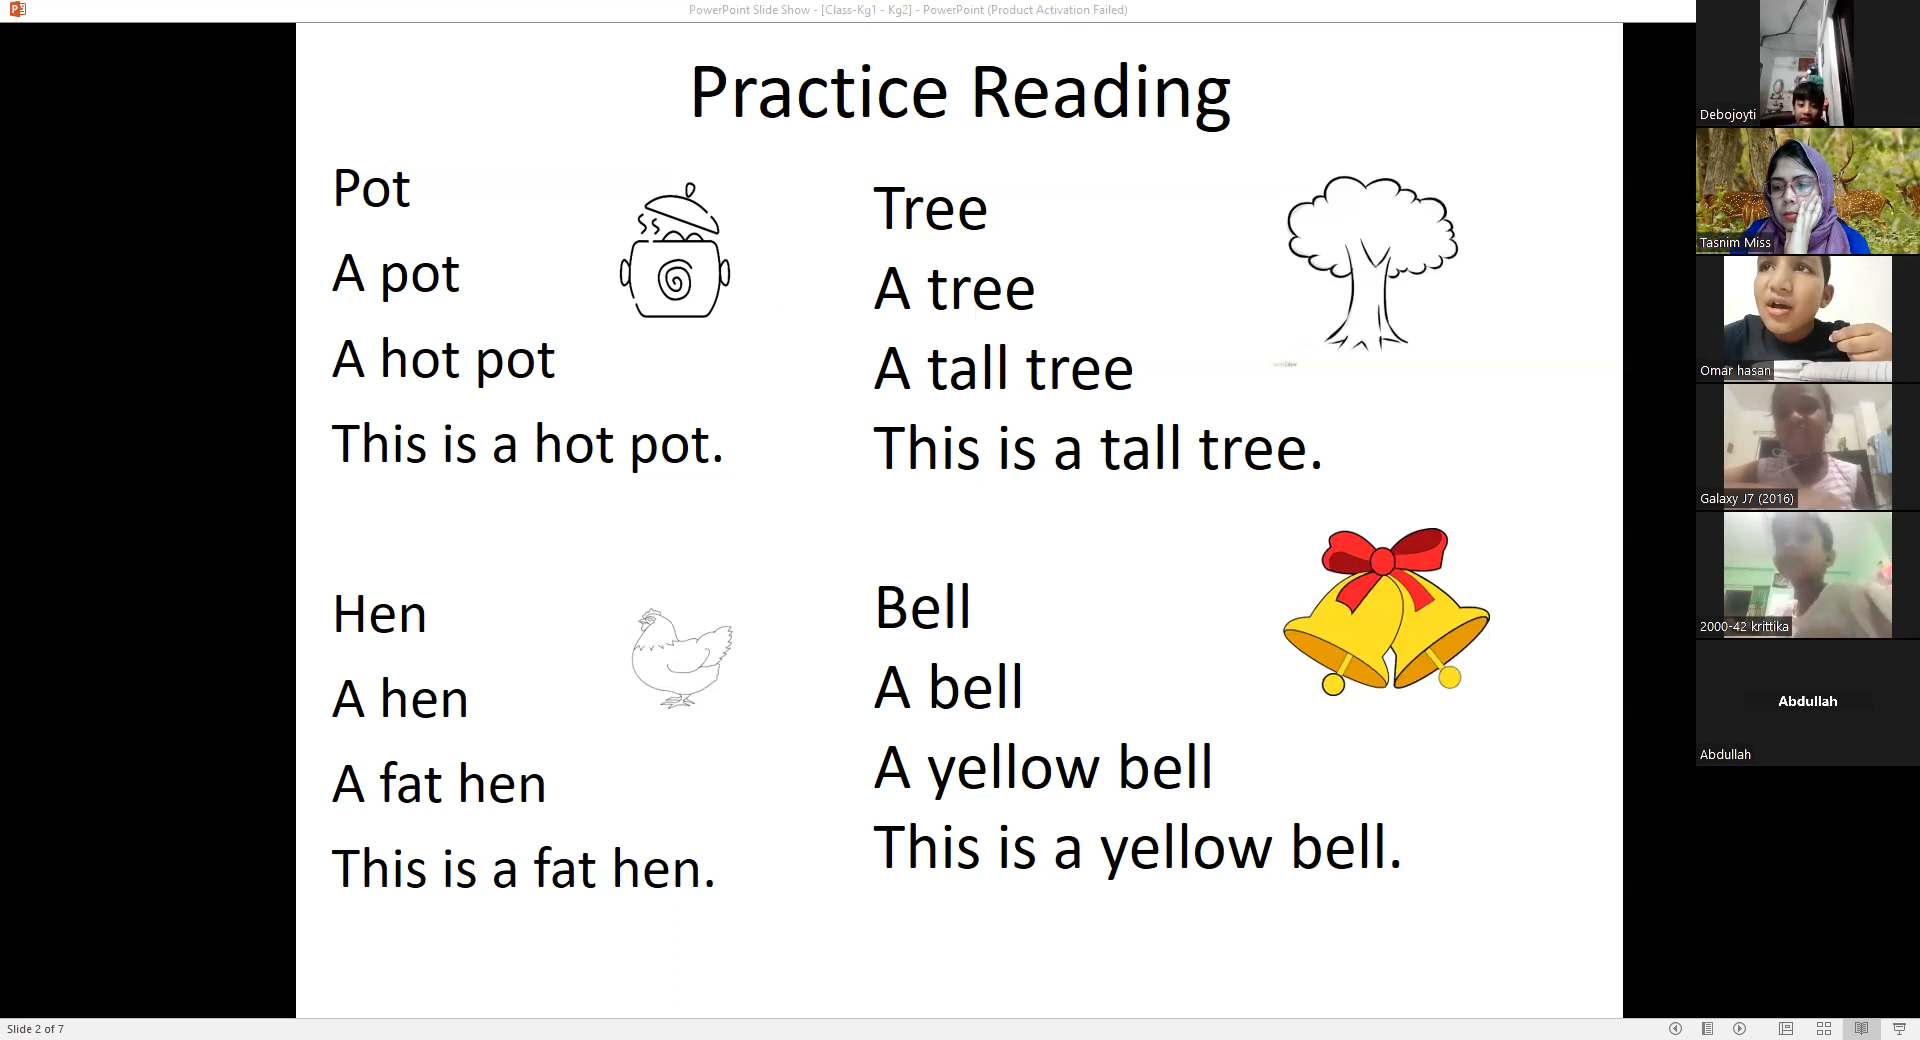 PowerPoint Slide Show - [Class-Kg1 - Kg2] - PowerPoint (Product Activation Failed)
Practice Reading
Pot
A pot
A hot pot
This is a hot pot.
Tree
A tree
A tall tree
This is a tall tree.
Hen
A hen
A fat hen
This is a fat hen.
Bell
A bell
A yellow bell
This is a yellow bell.
Debojoyti
Tasnim Miss
Omar hasan
Galaxy J7 (2016)
2000-42 krittika
Abdullah
Abdullah
Slide 2 of 7